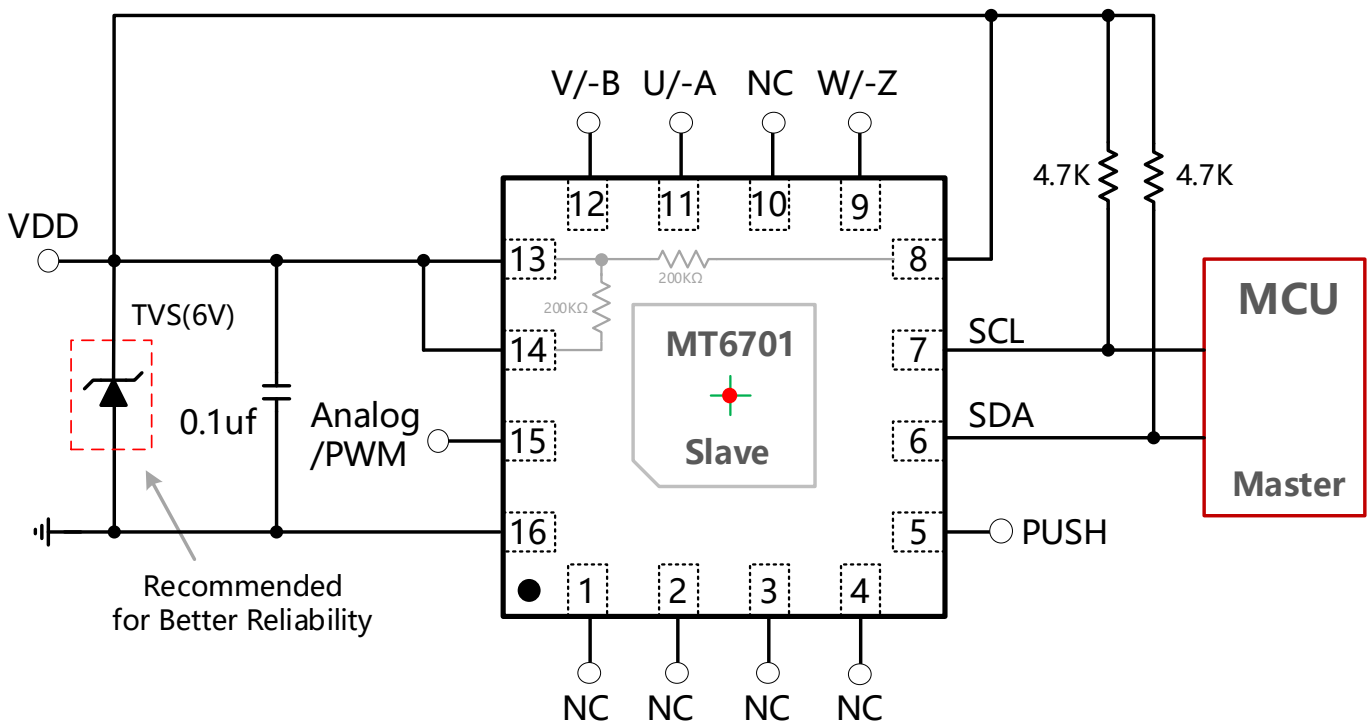 V/-B U/-A NC W/-Z
12 11 10 9
4.7K 4.7K
VDD
13 8
200KΩ
200KΩ
TVS(6V)
MCU
SCL
MT6701
14 7
0.1uf
Analog
/PWM
SDA
15 6
Slave
Master
16 5 PUSH
Recommended
for Better Reliability
1 2 3 4
NC NC NC NC